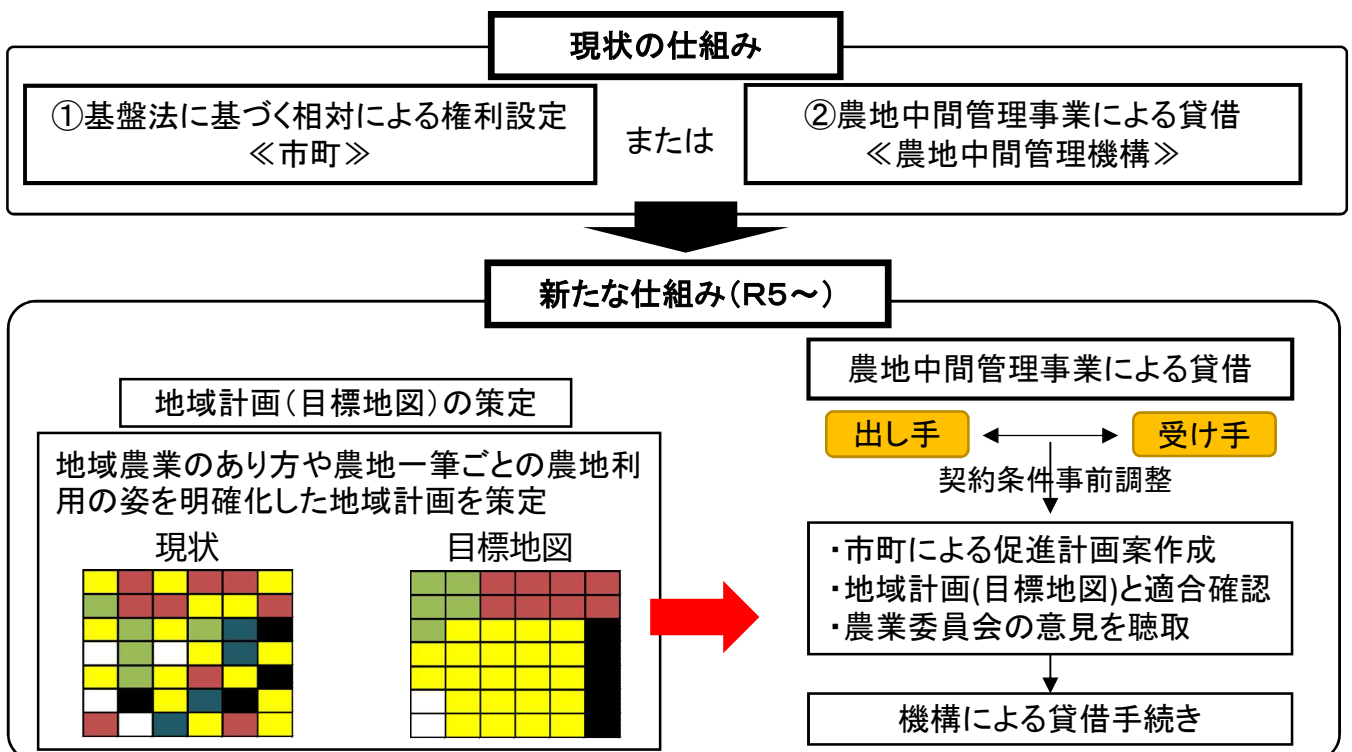 現状の仕組み
①基盤法に基づく相対による権利設定
≪市町≫
または
②農地中間管理事業による貸借
≪農地中間管理機構≫
新たな仕組み（R5～）
地域計画（目標地図）の策定
地域農業のあり方や農地一筆ごとの農地利
用の姿を明確化した地域計画を策定
現状
目標地図
農地中間管理事業による貸借
出し手
受け手
契約条件事前調整
・市町による促進計画案作成
・地域計画(目標地図)と適合確認
・農業委員会の意見を聴取
機構による貸借手続き